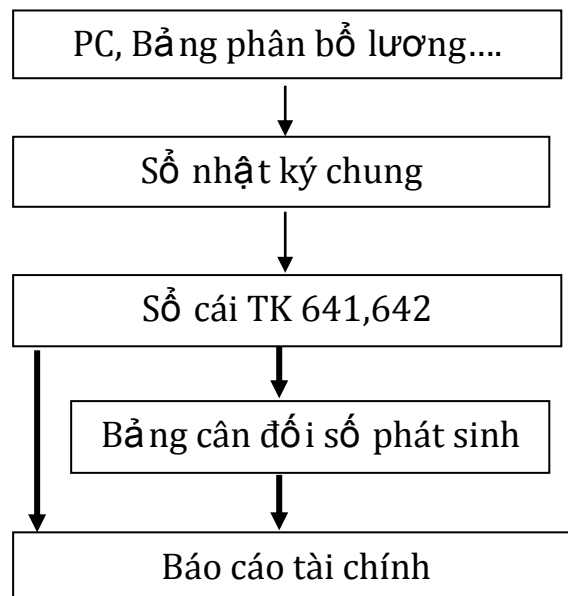 PC, Bảng phân bổ lương....
Sổ nhật ký chung
Sổ cái TK 641,642
Bảng cân đối số phát sinh
Báo cáo tài chính